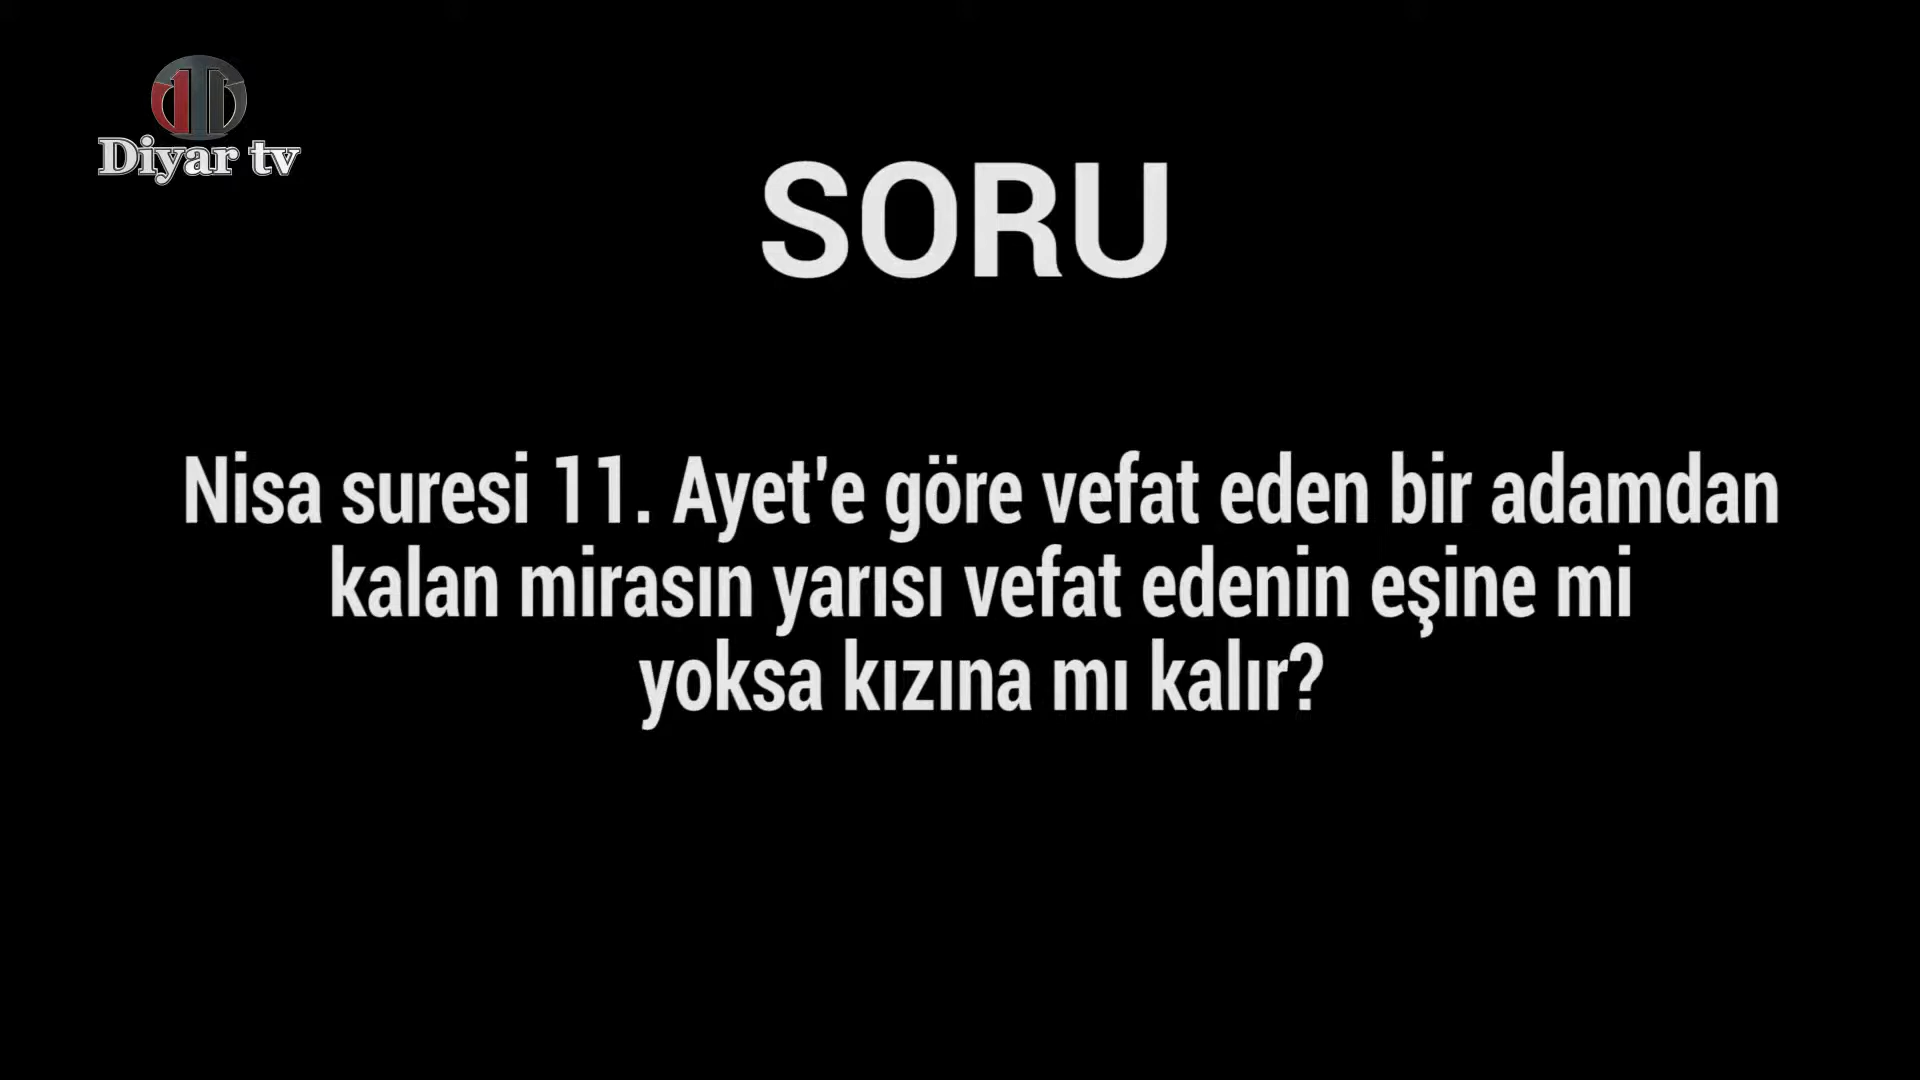 Diyar tv
SORU
Nisa suresi 11. Ayet'e göre vefat eden bir adamdan
kalan mirasın yarısı vefat edenin eşine mi
yoksa kızına mı kalır?